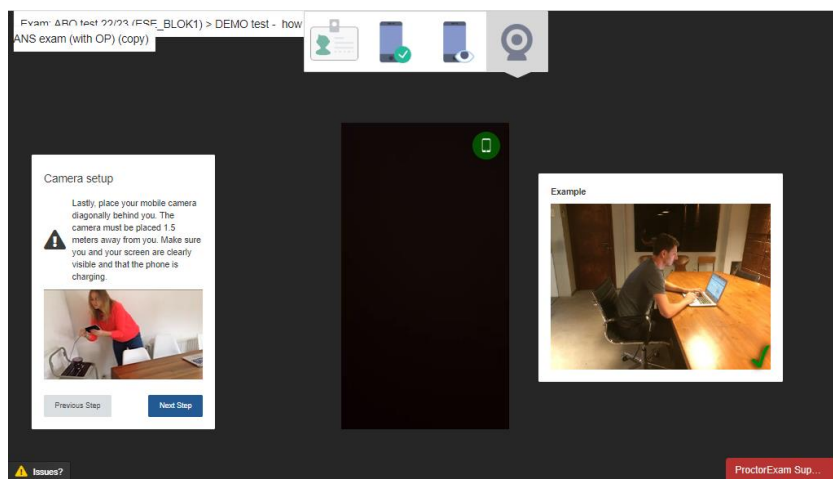 Exam: ABO test 22/23 (ESE_BLOK1) > DEMO test - how
ANS exam (with OP) (copy)
Camera setup
Lastly, place your mobile camera
diagonally behind you. The
camera must be placed 1.5
meters away from you. Make sure
you and your screen are clearly
visible and that the phone is
charging.
Previous Step
Next Step
Example
Issues?
ProctorExam Sup...